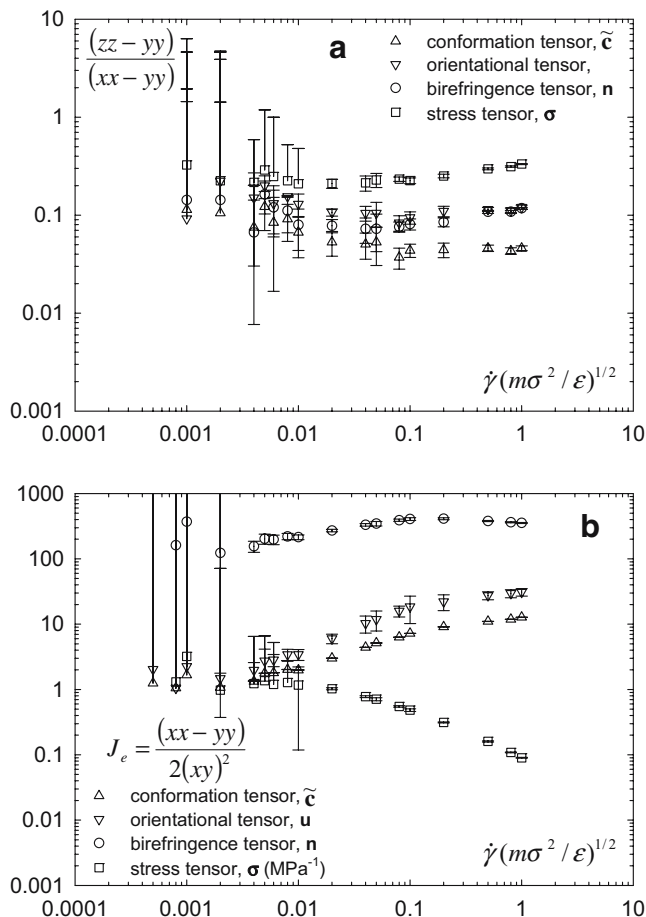 10
1
0.1
0.01
0.001
(zz − yy)
(xx − yy)
a
conformation tensor, c̃
orientational tensor,
birefringence tensor, n
stress tensor, σ
γ̇(mσ²/ε)^{1/2}
0.0001 0.001 0.01 0.1 1 10
1000
100
10
1
0.1
0.01
0.001
b
J_e = (xx − yy)
2(xy)²
conformation tensor, c̃
orientational tensor, u
birefringence tensor, n
stress tensor, σ (MPa⁻¹)
γ̇(mσ²/ε)^{1/2}
0.0001 0.001 0.01 0.1 1 10